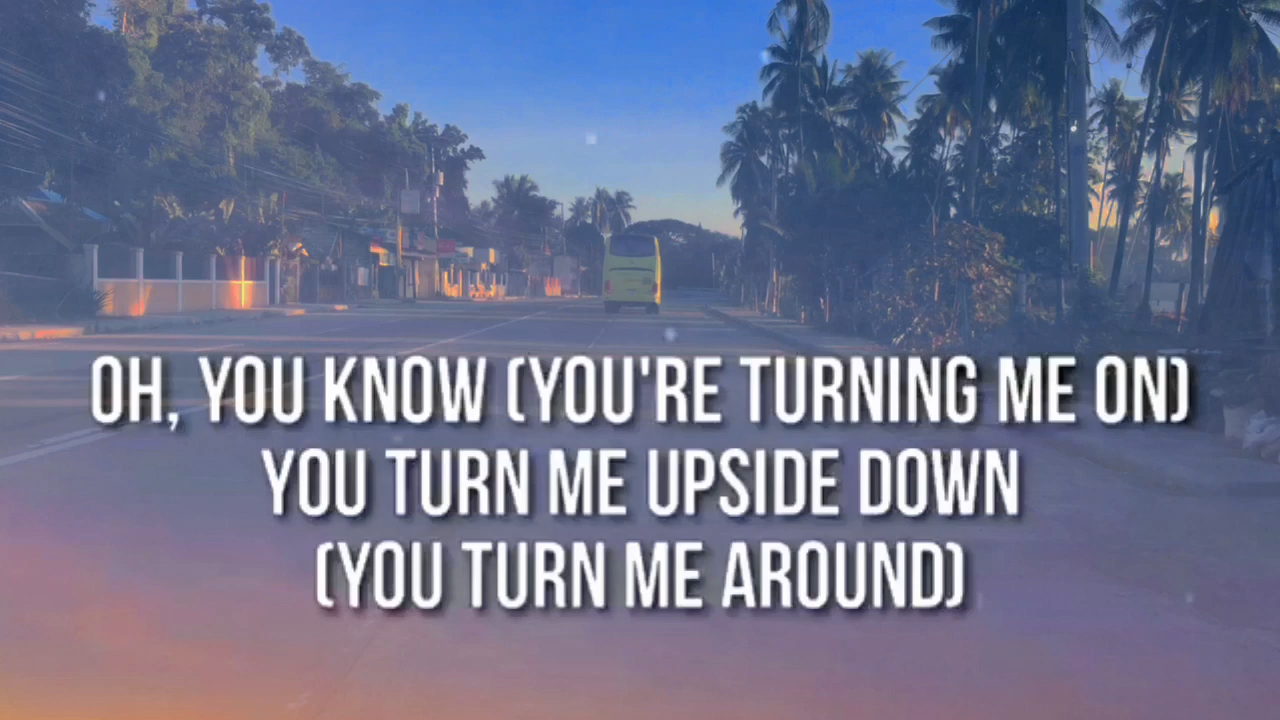 OH, YOU KNOW (YOU'RE TURNING ME ON)
YOU TURN ME UPSIDE DOWN
(YOU TURN ME AROUND)